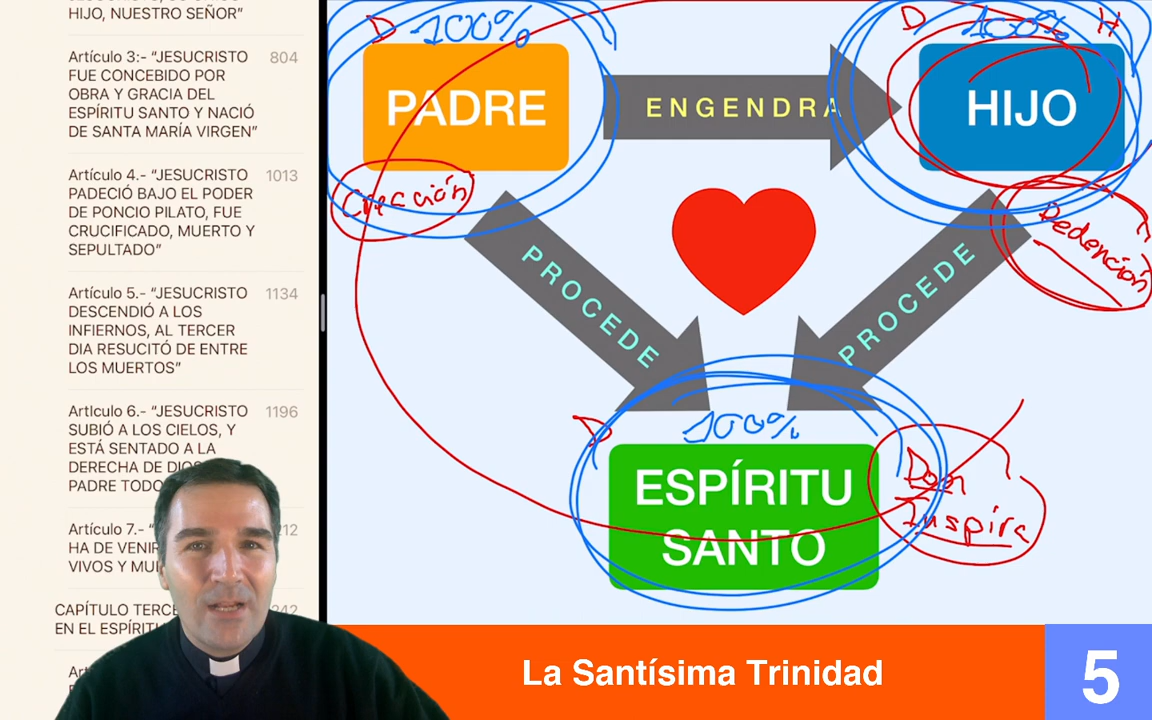 HIJO, NUESTRO SEÑOR”
Artículo 3:- “JESUCRISTO 804
FUE CONCEBIDO POR
OBRA Y GRACIA DEL
ESPÍRITU SANTO Y NACIÓ
DE SANTA MARÍA VIRGEN”
Artículo 4.- “JESUCRISTO 1013
PADECIÓ BAJO EL PODER
DE PONCIO PILATO, FUE
CRUCIFICADO, MUERTO Y
SEPULTADO”
Artículo 5.- “JESUCRISTO 1134
DESCENDIÓ A LOS
INFIERNOS, AL TERCER
DIA RESUCITÓ DE ENTRE
LOS MUERTOS”
Artlculo 6.- “JESUCRISTO 1196
SUBIÓ A LOS CIELOS, Y
ESTÁ SENTADO A LA
DERECHA DE DIOS
PADRE TODO
Artículo 7.- “
HA DE VENIR
VIVOS Y
CAPÍTULO
EN EL
D 100%
PADRE
Creación
ENGENDRA
D 100% H
HIJO
Redención
PROCEDE
PROCEDE
D 100%
ESPÍRITU
SANTO
Don
Inspira
La Santísima Trinidad
5